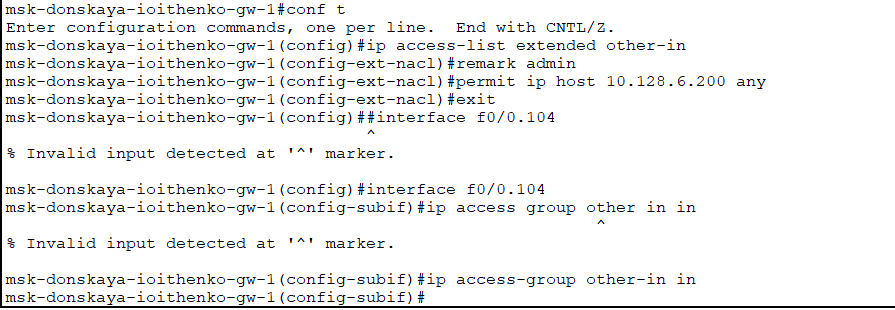 msk-donskaya-ioithenko-gw-1#conf t
Enter configuration commands, one per line.  End with CNTL/Z.
msk-donskaya-ioithenko-gw-1(config)#ip access-list extended other-in
msk-donskaya-ioithenko-gw-1(config-ext-nacl)#remark admin
msk-donskaya-ioithenko-gw-1(config-ext-nacl)#permit ip host 10.128.6.200 any
msk-donskaya-ioithenko-gw-1(config-ext-nacl)#exit
msk-donskaya-ioithenko-gw-1(config)##interface f0/0.104
^
% Invalid input detected at '^' marker.
msk-donskaya-ioithenko-gw-1(config)#interface f0/0.104
msk-donskaya-ioithenko-gw-1(config-subif)#ip access group other in in
^
% Invalid input detected at '^' marker.
msk-donskaya-ioithenko-gw-1(config-subif)#ip access-group other-in in
msk-donskaya-ioithenko-gw-1(config-subif)#